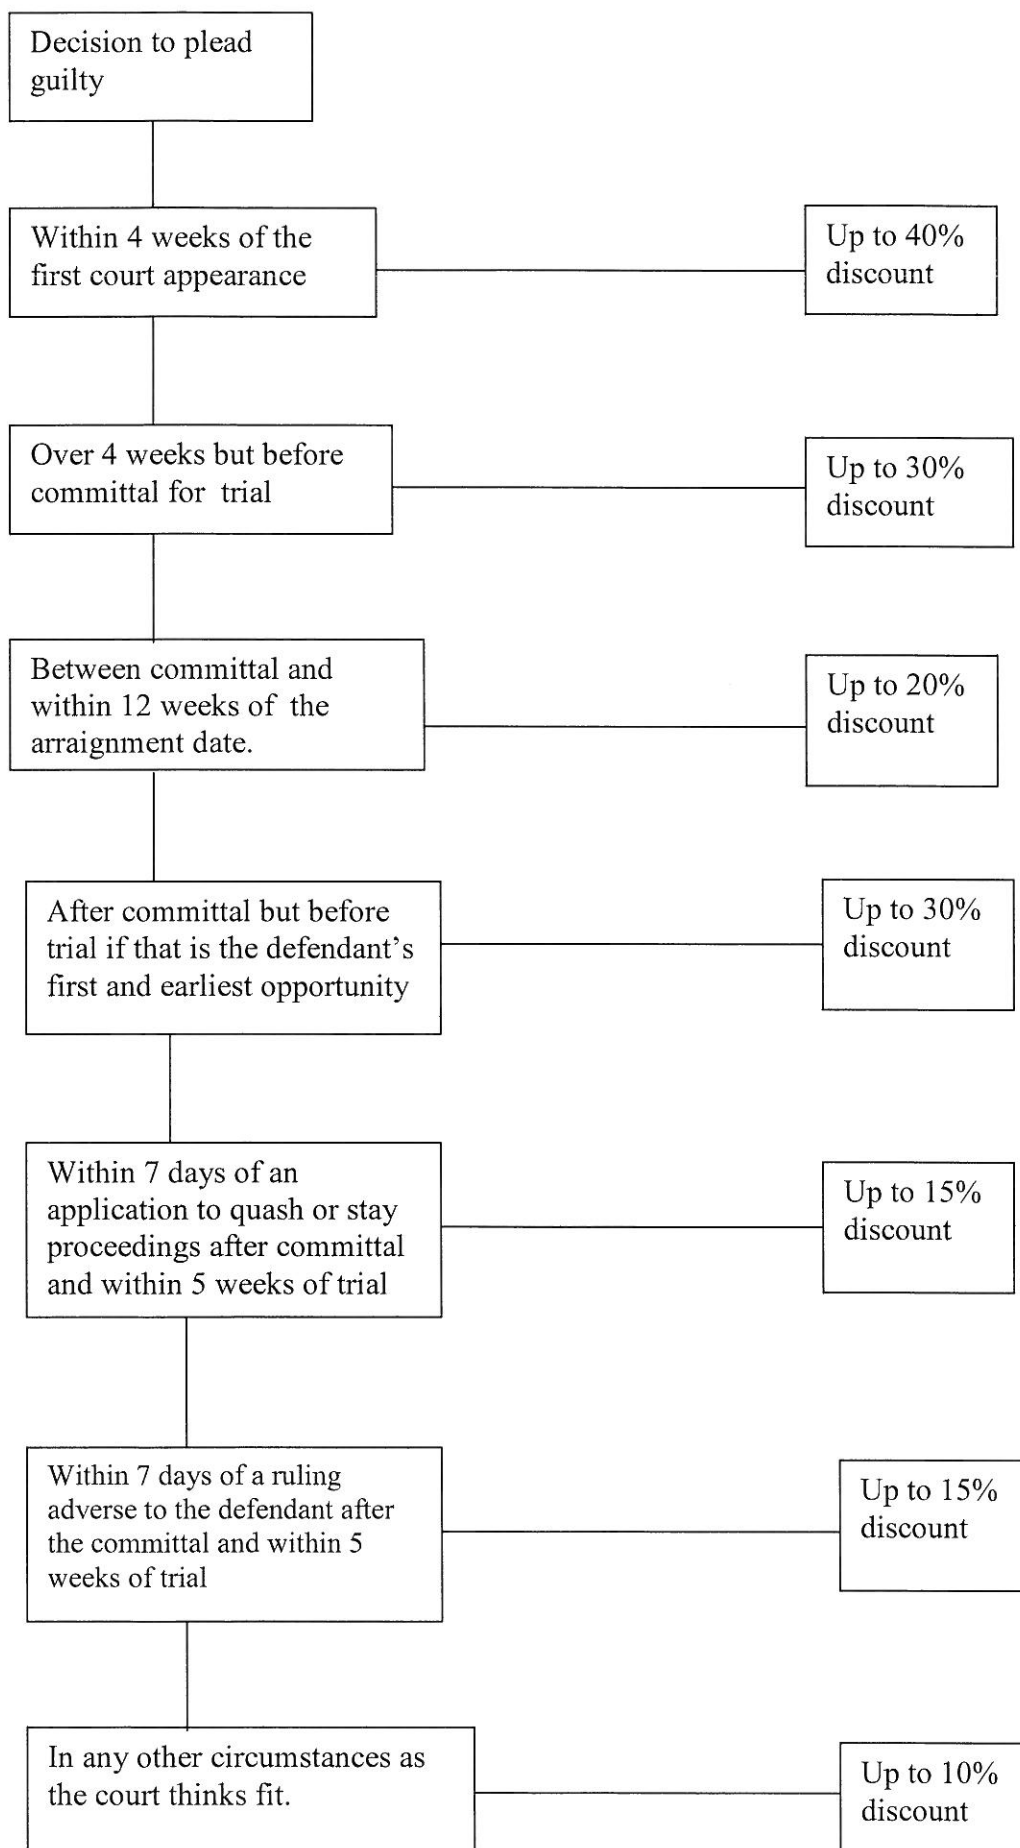 Decision to plead
guilty
Within 4 weeks of the
first court appearance
Up to 40%
discount
Over 4 weeks but before
committal for trial
Up to 30%
discount
Between committal and
within 12 weeks of the
arraignment date.
Up to 20%
discount
After committal but before
trial if that is the defendant's
first and earliest opportunity
Up to 30%
discount
Within 7 days of an
application to quash or stay
proceedings after committal
and within 5 weeks of trial
Up to 15%
discount
Within 7 days of a ruling
adverse to the defendant after
the committal and within 5
weeks of trial
Up to 15%
discount
In any other circumstances as
the court thinks fit.
Up to 10%
discount